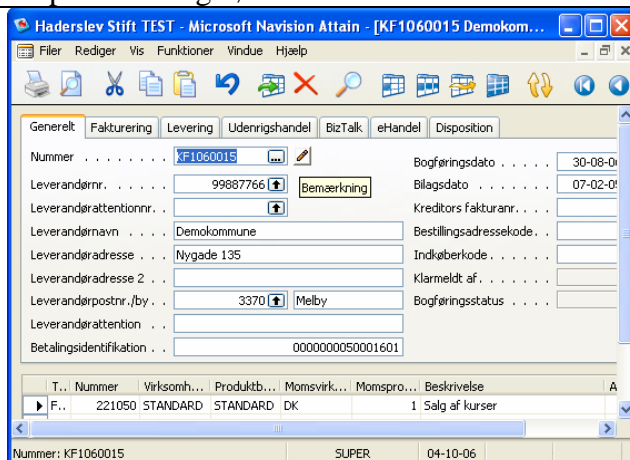 Haderslev Stift TEST - Microsoft Navision Attain - [KF1060015 Demokom...
Filer Rediger Vis Funktioner Vindue Hjælp
Generelt Fakturering Levering Udenrigshandel BizTalk eHandel Disposition
Nummer . . . . . . . . KF1060015 ...
Bogføringsdato . . . . . 30-08-0
Leverandørnr. . . . . . . 99887766
Bemærkning
Bilagsdato . . . . . . . 07-02-0
Leverandørattentionnr. .
Kreditors fakturanr. . . .
Leverandørnavn . . . . Demokommune
Bestillingsadressekode. .
Leverandøradresse . . . Nygade 135
Indkøberkode. . . . . .
Leverandøradresse 2 . .
Klarmeldt af. . . . . . .
Leverandørpostnr./by. . 3370 Melby
Bogføringsstatus . . . .
Leverandørattention . .
Betalingsidentifikation . . 0000000050001601
T.. Nummer Virksomh... Produktb... Momsvirk... Momspro... Beskrivelse A
F.. 221050 STANDARD STANDARD DK 1 Salg af kurser
Nummer: KF1060015 SUPER 04-10-06